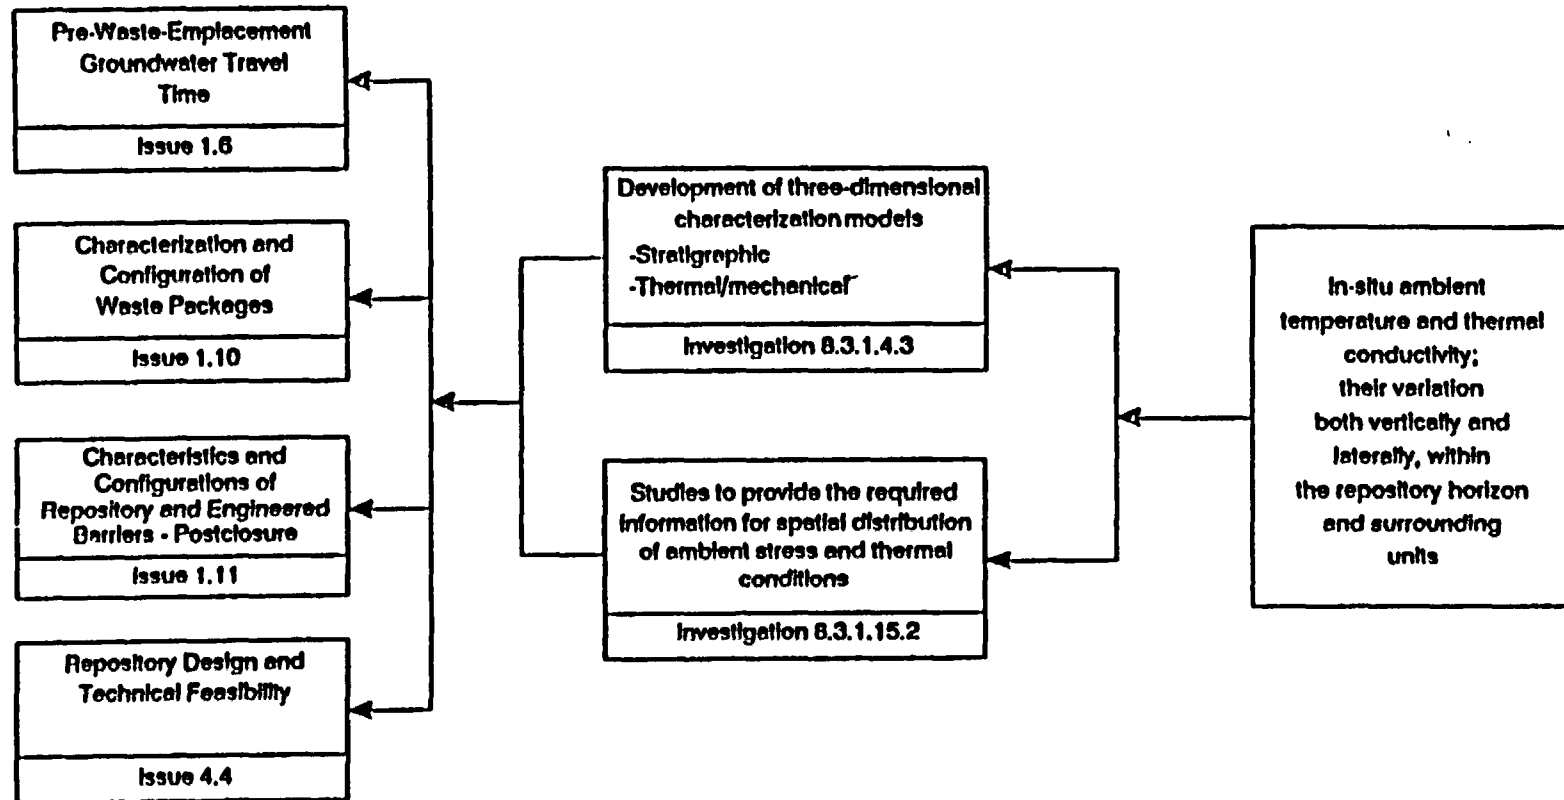 Pre-Waste-Emplacement
Groundwater Travel
Time
Issue 1.6
Characterization and
Configuration of
Waste Packages
Issue 1.10
Characteristics and
Configurations of
Repository and Engineered
Barriers - Postclosure
Issue 1.11
Repository Design and
Technical Feasibility
Issue 4.4
Development of three-dimensional
characterization models
-Stratigraphic
-Thermal/mechanical
Investigation 8.3.1.4.3
Studies to provide the required
information for spatial distribution
of ambient stress and thermal
conditions
Investigation 8.3.1.15.2
In-situ ambient
temperature and thermal
conductivity;
their variation
both vertically and
laterally, within
the repository horizon
and surrounding
units